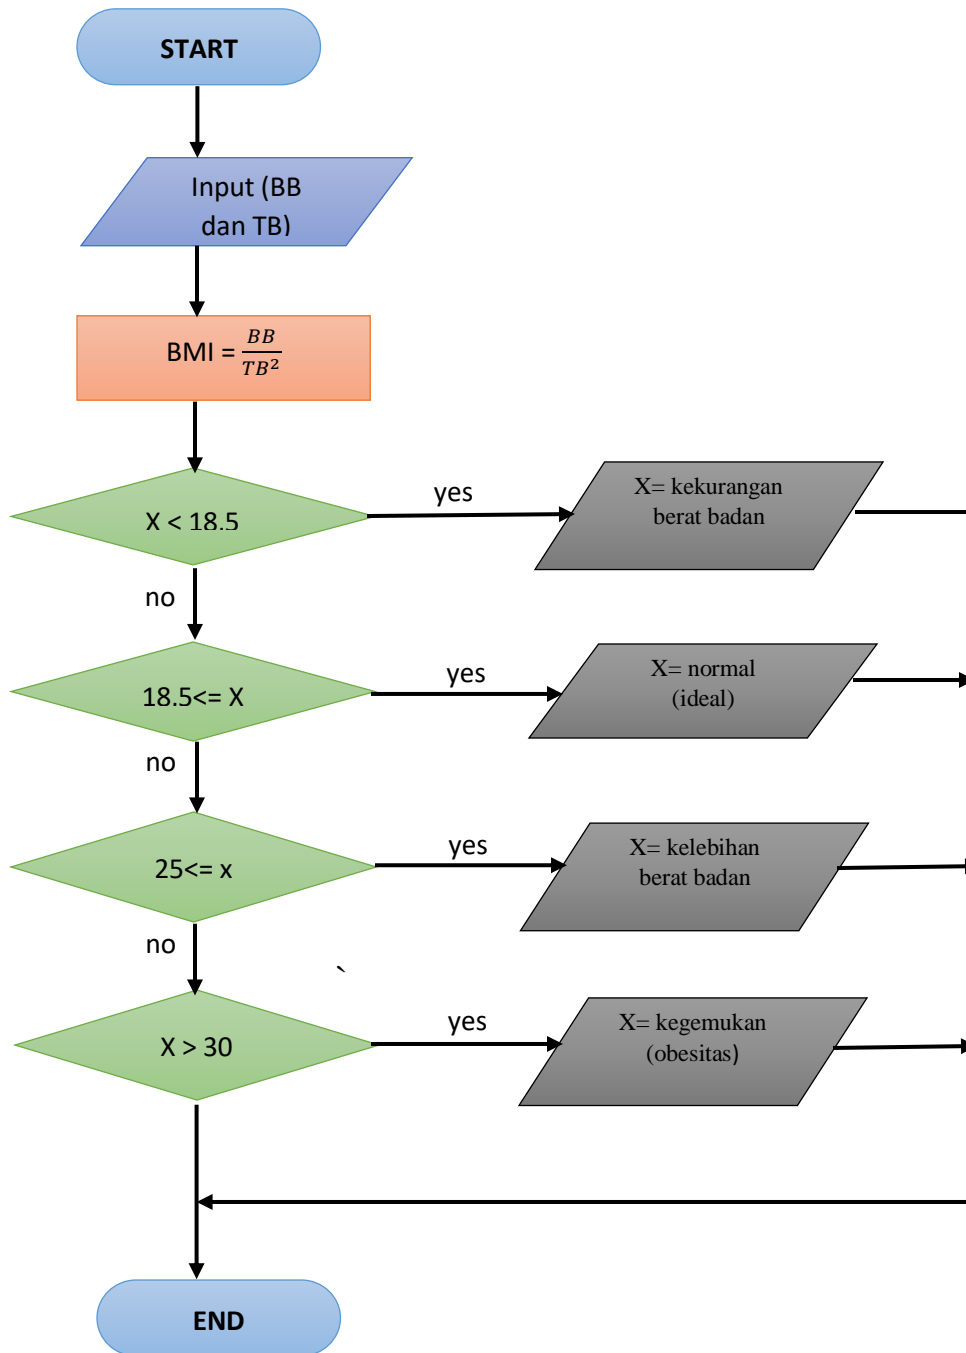 START
Input (BB
dan TB)
BMI = BB/TB²
X < 18.5
yes
X= kekurangan
berat badan
no
18.5<= X
yes
X= normal
(ideal)
no
25<= x
yes
X= kelebihan
berat badan
no
`
X > 30
yes
X= kegemukan
(obesitas)
END